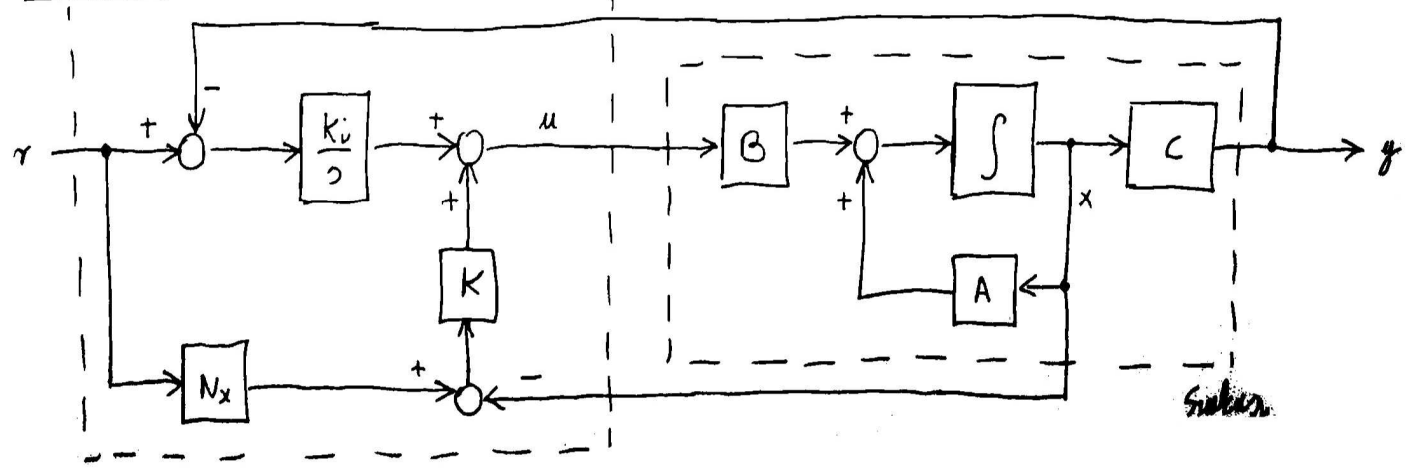 -
+ Ki + u B + ∫ C
r s y
+ + x
K A
Nx + -